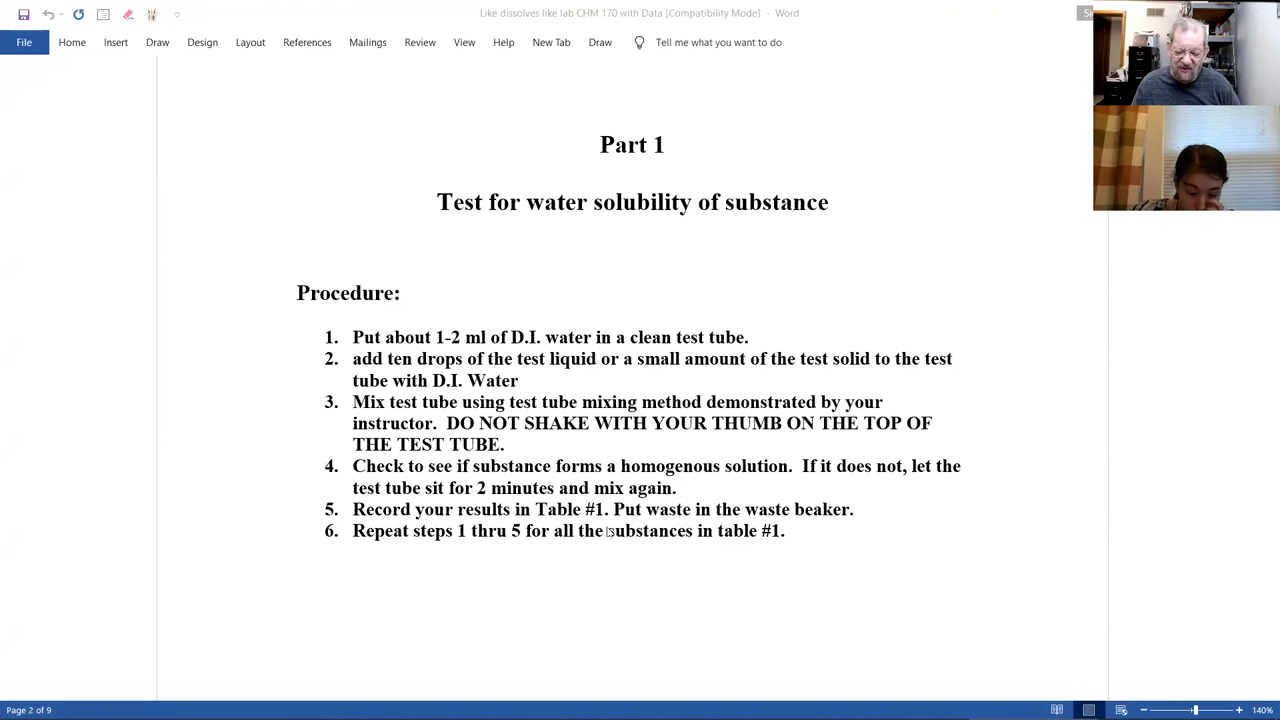 Like dissolves like lab CHM 170 with Data [Compatibility Mode] - Word
File Home Insert Draw Design Layout References Mailings Review View Help New Tab Draw Tell me what you want to do
Part 1
Test for water solubility of substance
Procedure:
1. Put about 1-2 ml of D.I. water in a clean test tube.
2. add ten drops of the test liquid or a small amount of the test solid to the test
tube with D.I. Water
3. Mix test tube using test tube mixing method demonstrated by your
instructor. DO NOT SHAKE WITH YOUR THUMB ON THE TOP OF
THE TEST TUBE.
4. Check to see if substance forms a homogenous solution. If it does not, let the
test tube sit for 2 minutes and mix again.
5. Record your results in Table #1. Put waste in the waste beaker.
6. Repeat steps 1 thru 5 for all the substances in table #1.
Page 2 of 9
140%